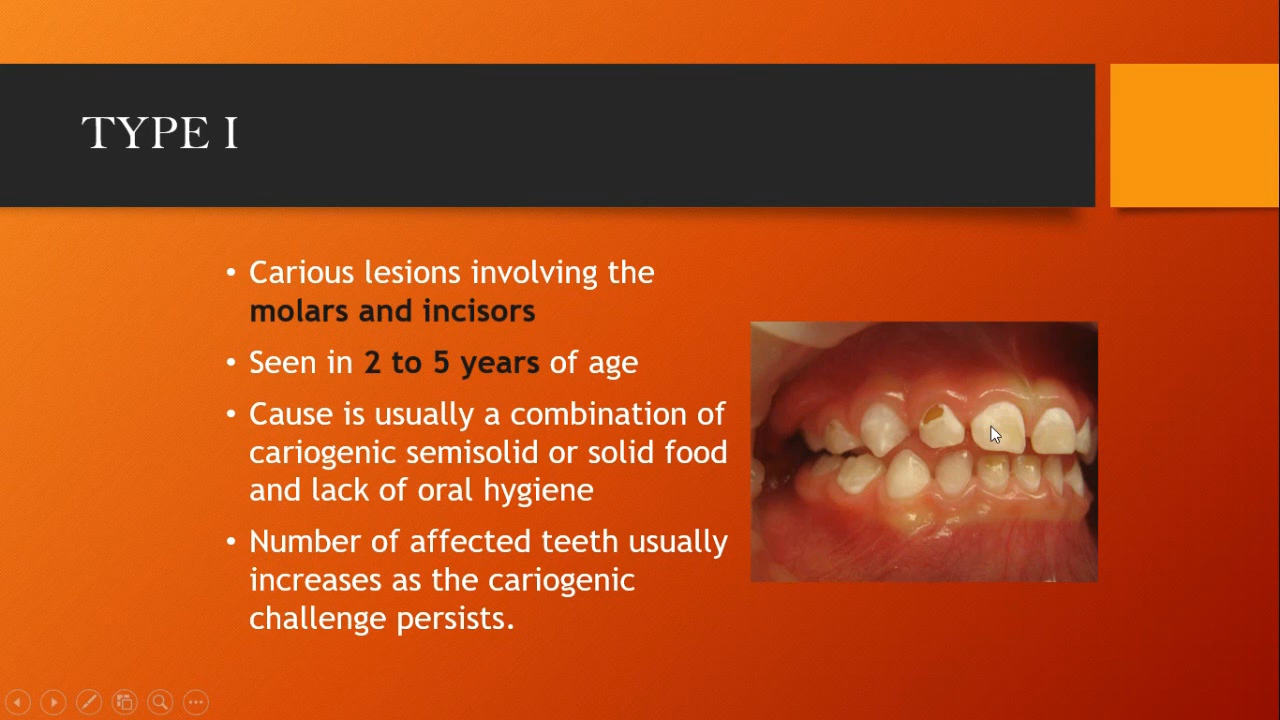 TYPE I
• Carious lesions involving the
molars and incisors
• Seen in 2 to 5 years of age
• Cause is usually a combination of
cariogenic semisolid or solid food
and lack of oral hygiene
• Number of affected teeth usually
increases as the cariogenic
challenge persists.